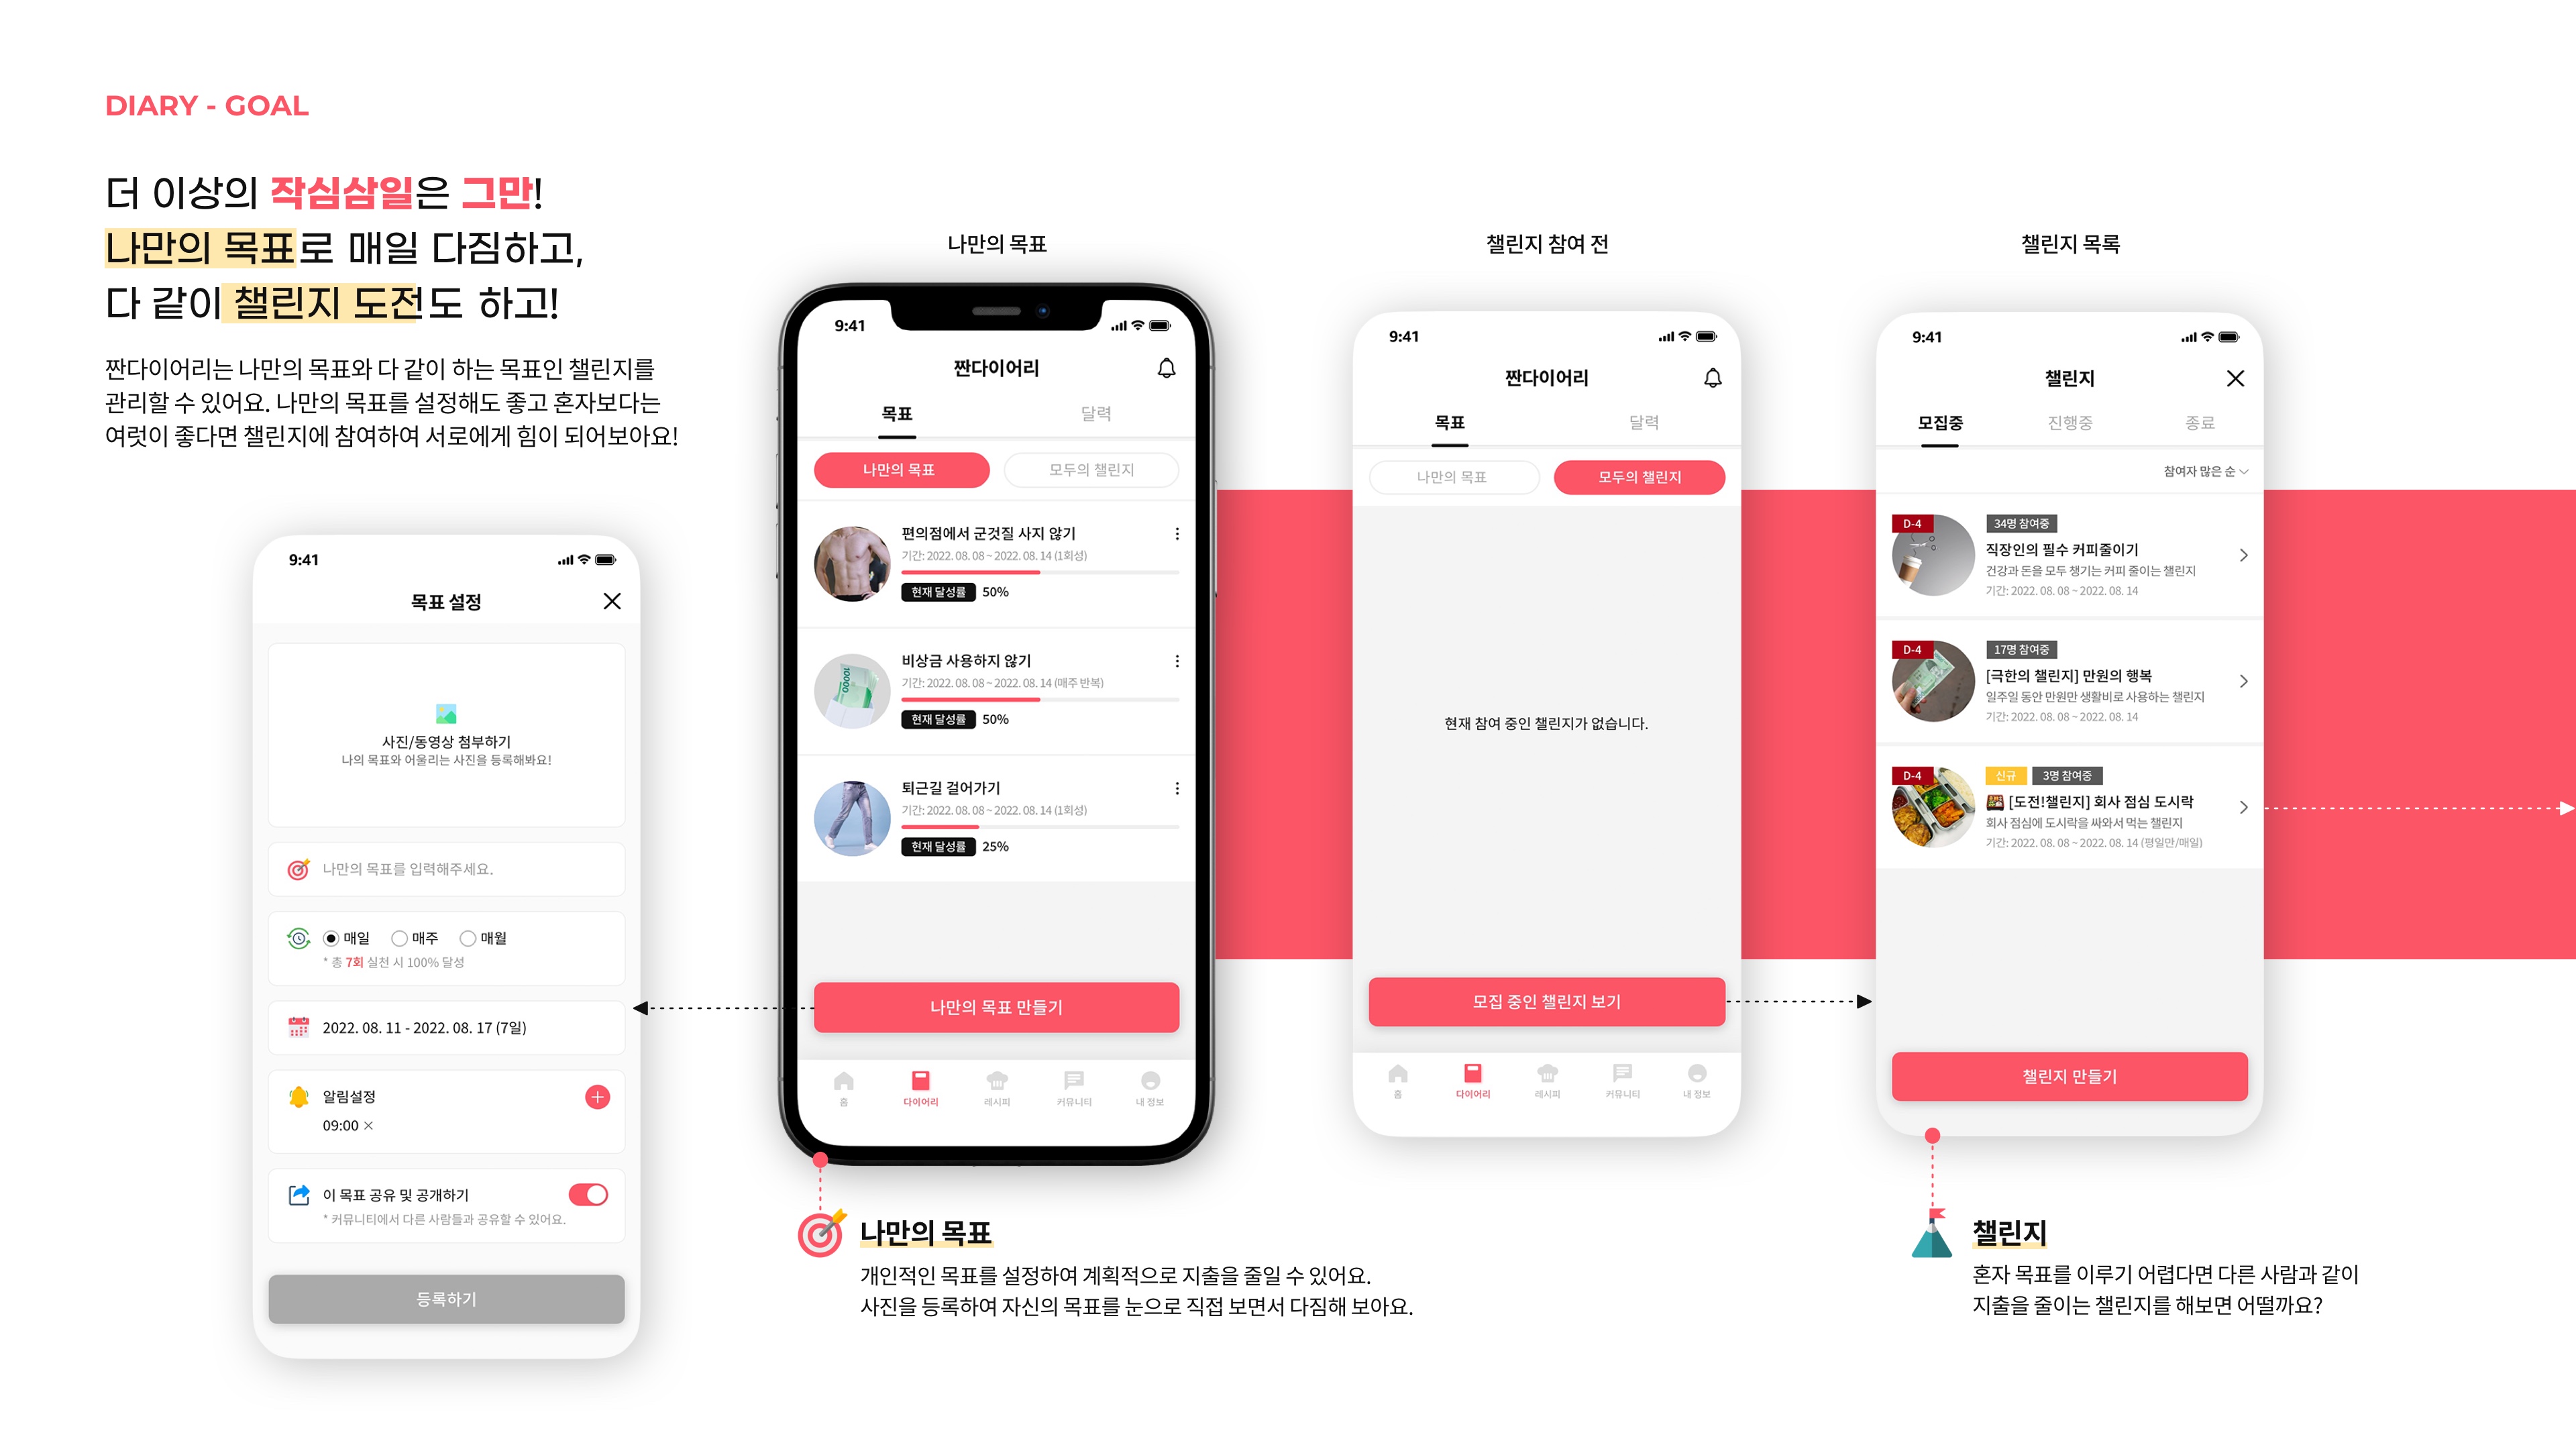 DIARY - GOAL
더 이상의 작심삼일은 그만!
나만의 목표로 매일 다짐하고,
다 같이 챌린지 도전도 하고!
짠다이어리는 나만의 목표와 다 같이 하는 목표인 챌린지를
관리할 수 있어요. 나만의 목표를 설정해도 좋고 혼자보다는
여럿이 좋다면 챌린지에 참여하여 서로에게 힘이 되어보아요!
9:41
목표 설정
사진/동영상 첨부하기
나의 목표와 어울리는 사진을 등록해봐요!
나만의 목표를 입력해주세요.
매일 매주 매월
* 총 7회 실천 시 100% 달성
2022. 08. 11 - 2022. 08. 17 (7일)
알림설정
09:00
이 목표 공유 및 공개하기
* 커뮤니티에서 다른 사람들과 공유할 수 있어요.
등록하기
나만의 목표
9:41
짠다이어리
목표 달력
나만의 목표 모두의 챌린지
편의점에서 군것질 사지 않기
기간: 2022. 08. 08 ~ 2022. 08. 14 (1회성)
현재 달성률 50%
10000
비상금 사용하지 않기
기간: 2022. 08. 08 ~ 2022. 08. 14 (매주 반복)
현재 달성률 50%
퇴근길 걸어가기
기간: 2022. 08. 08 ~ 2022. 08. 14 (1회성)
현재 달성률 25%
나만의 목표 만들기
홈 다이어리 레시피 커뮤니티 내 정보
나만의 목표
개인적인 목표를 설정하여 계획적으로 지출을 줄일 수 있어요.
사진을 등록하여 자신의 목표를 눈으로 직접 보면서 다짐해 보아요.
챌린지 참여 전
9:41
짠다이어리
목표 달력
나만의 목표 모두의 챌린지
현재 참여 중인 챌린지가 없습니다.
모집 중인 챌린지 보기
홈 다이어리 레시피 커뮤니티 내 정보
챌린지 목록
9:41
챌린지
모집중 진행중 종료
참여자 많은 순
D-4 34명 참여중
직장인의 필수 커피줄이기
건강과 돈을 모두 챙기는 커피 줄이는 챌린지
기간: 2022. 08. 08 ~ 2022. 08. 14
D-4 17명 참여중
[극한의 챌린지] 만원의 행복
일주일 동안 만원만 생활비로 사용하는 챌린지
기간: 2022. 08. 08 ~ 2022. 08. 14
D-4 신규 3명 참여중
[도전!챌린지] 회사 점심 도시락
회사 점심에 도시락을 싸와서 먹는 챌린지
기간: 2022. 08. 08 ~ 2022. 08. 14 (평일만/매일)
챌린지 만들기
챌린지
혼자 목표를 이루기 어렵다면 다른 사람과 같이
지출을 줄이는 챌린지를 해보면 어떨까요?